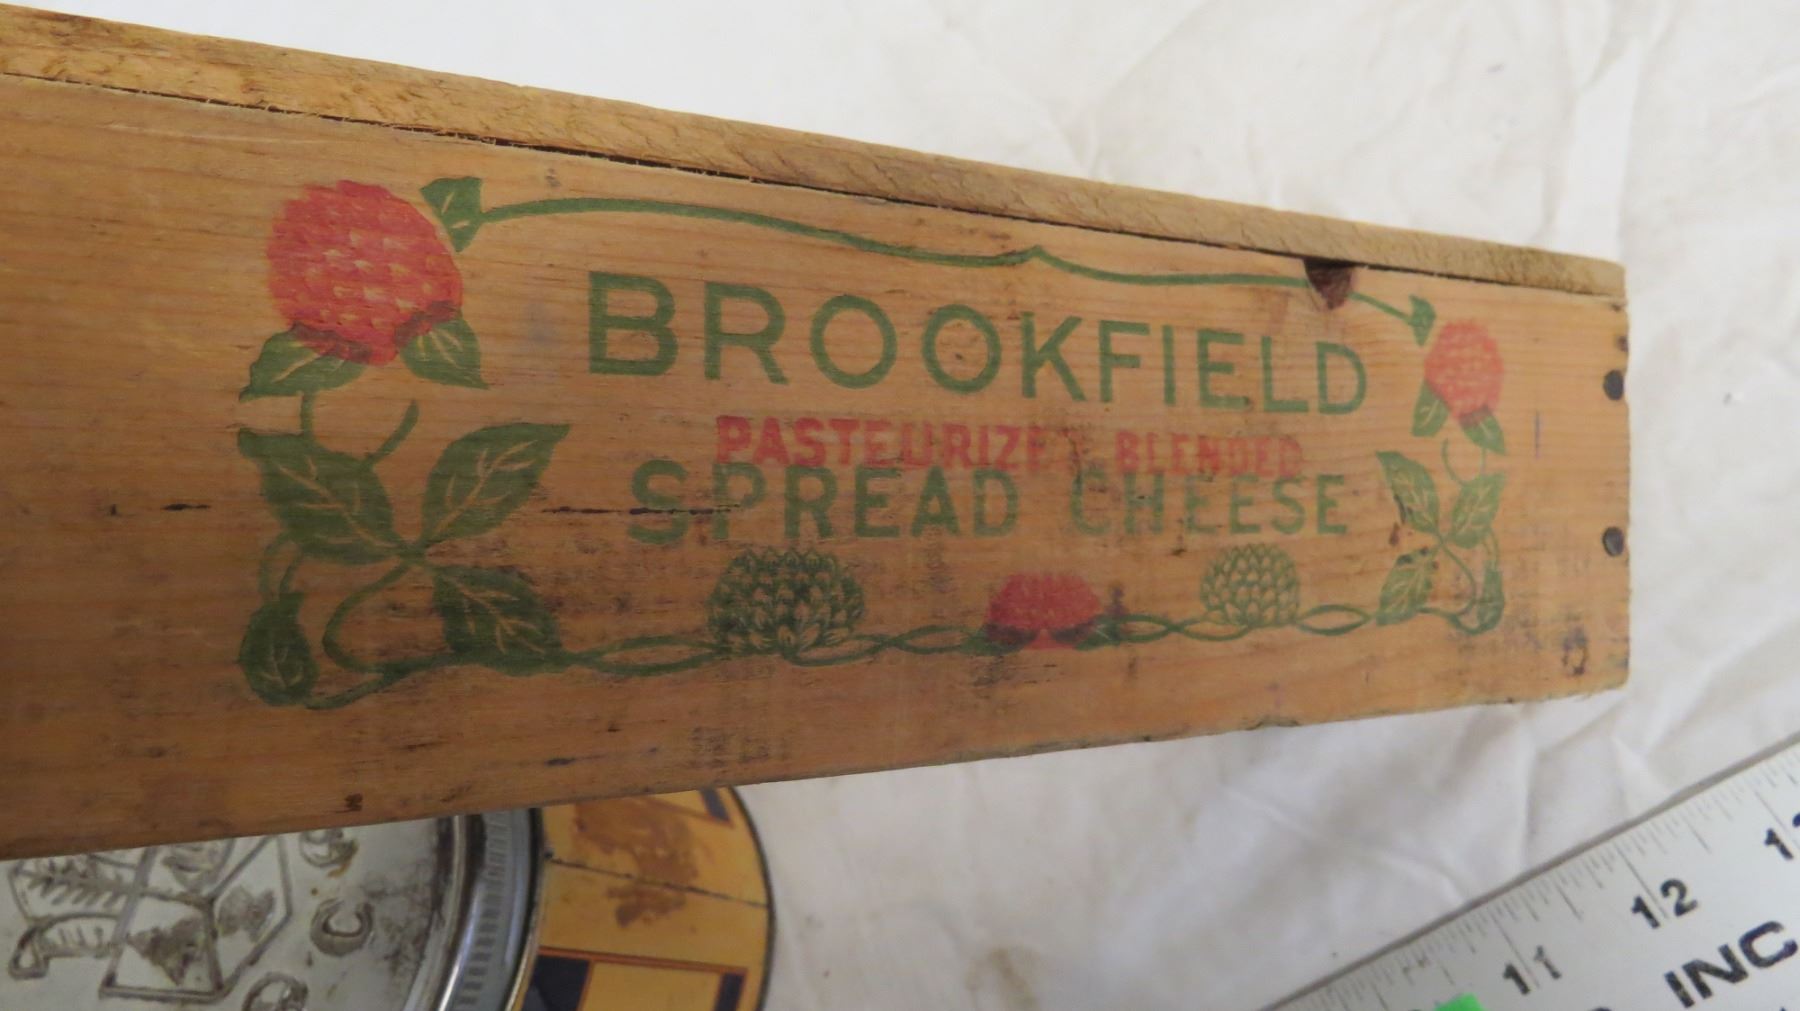 BROOKFIELD
PASTEURIZED BLENDED
SPREAD CHEESE
C
11 12
INC